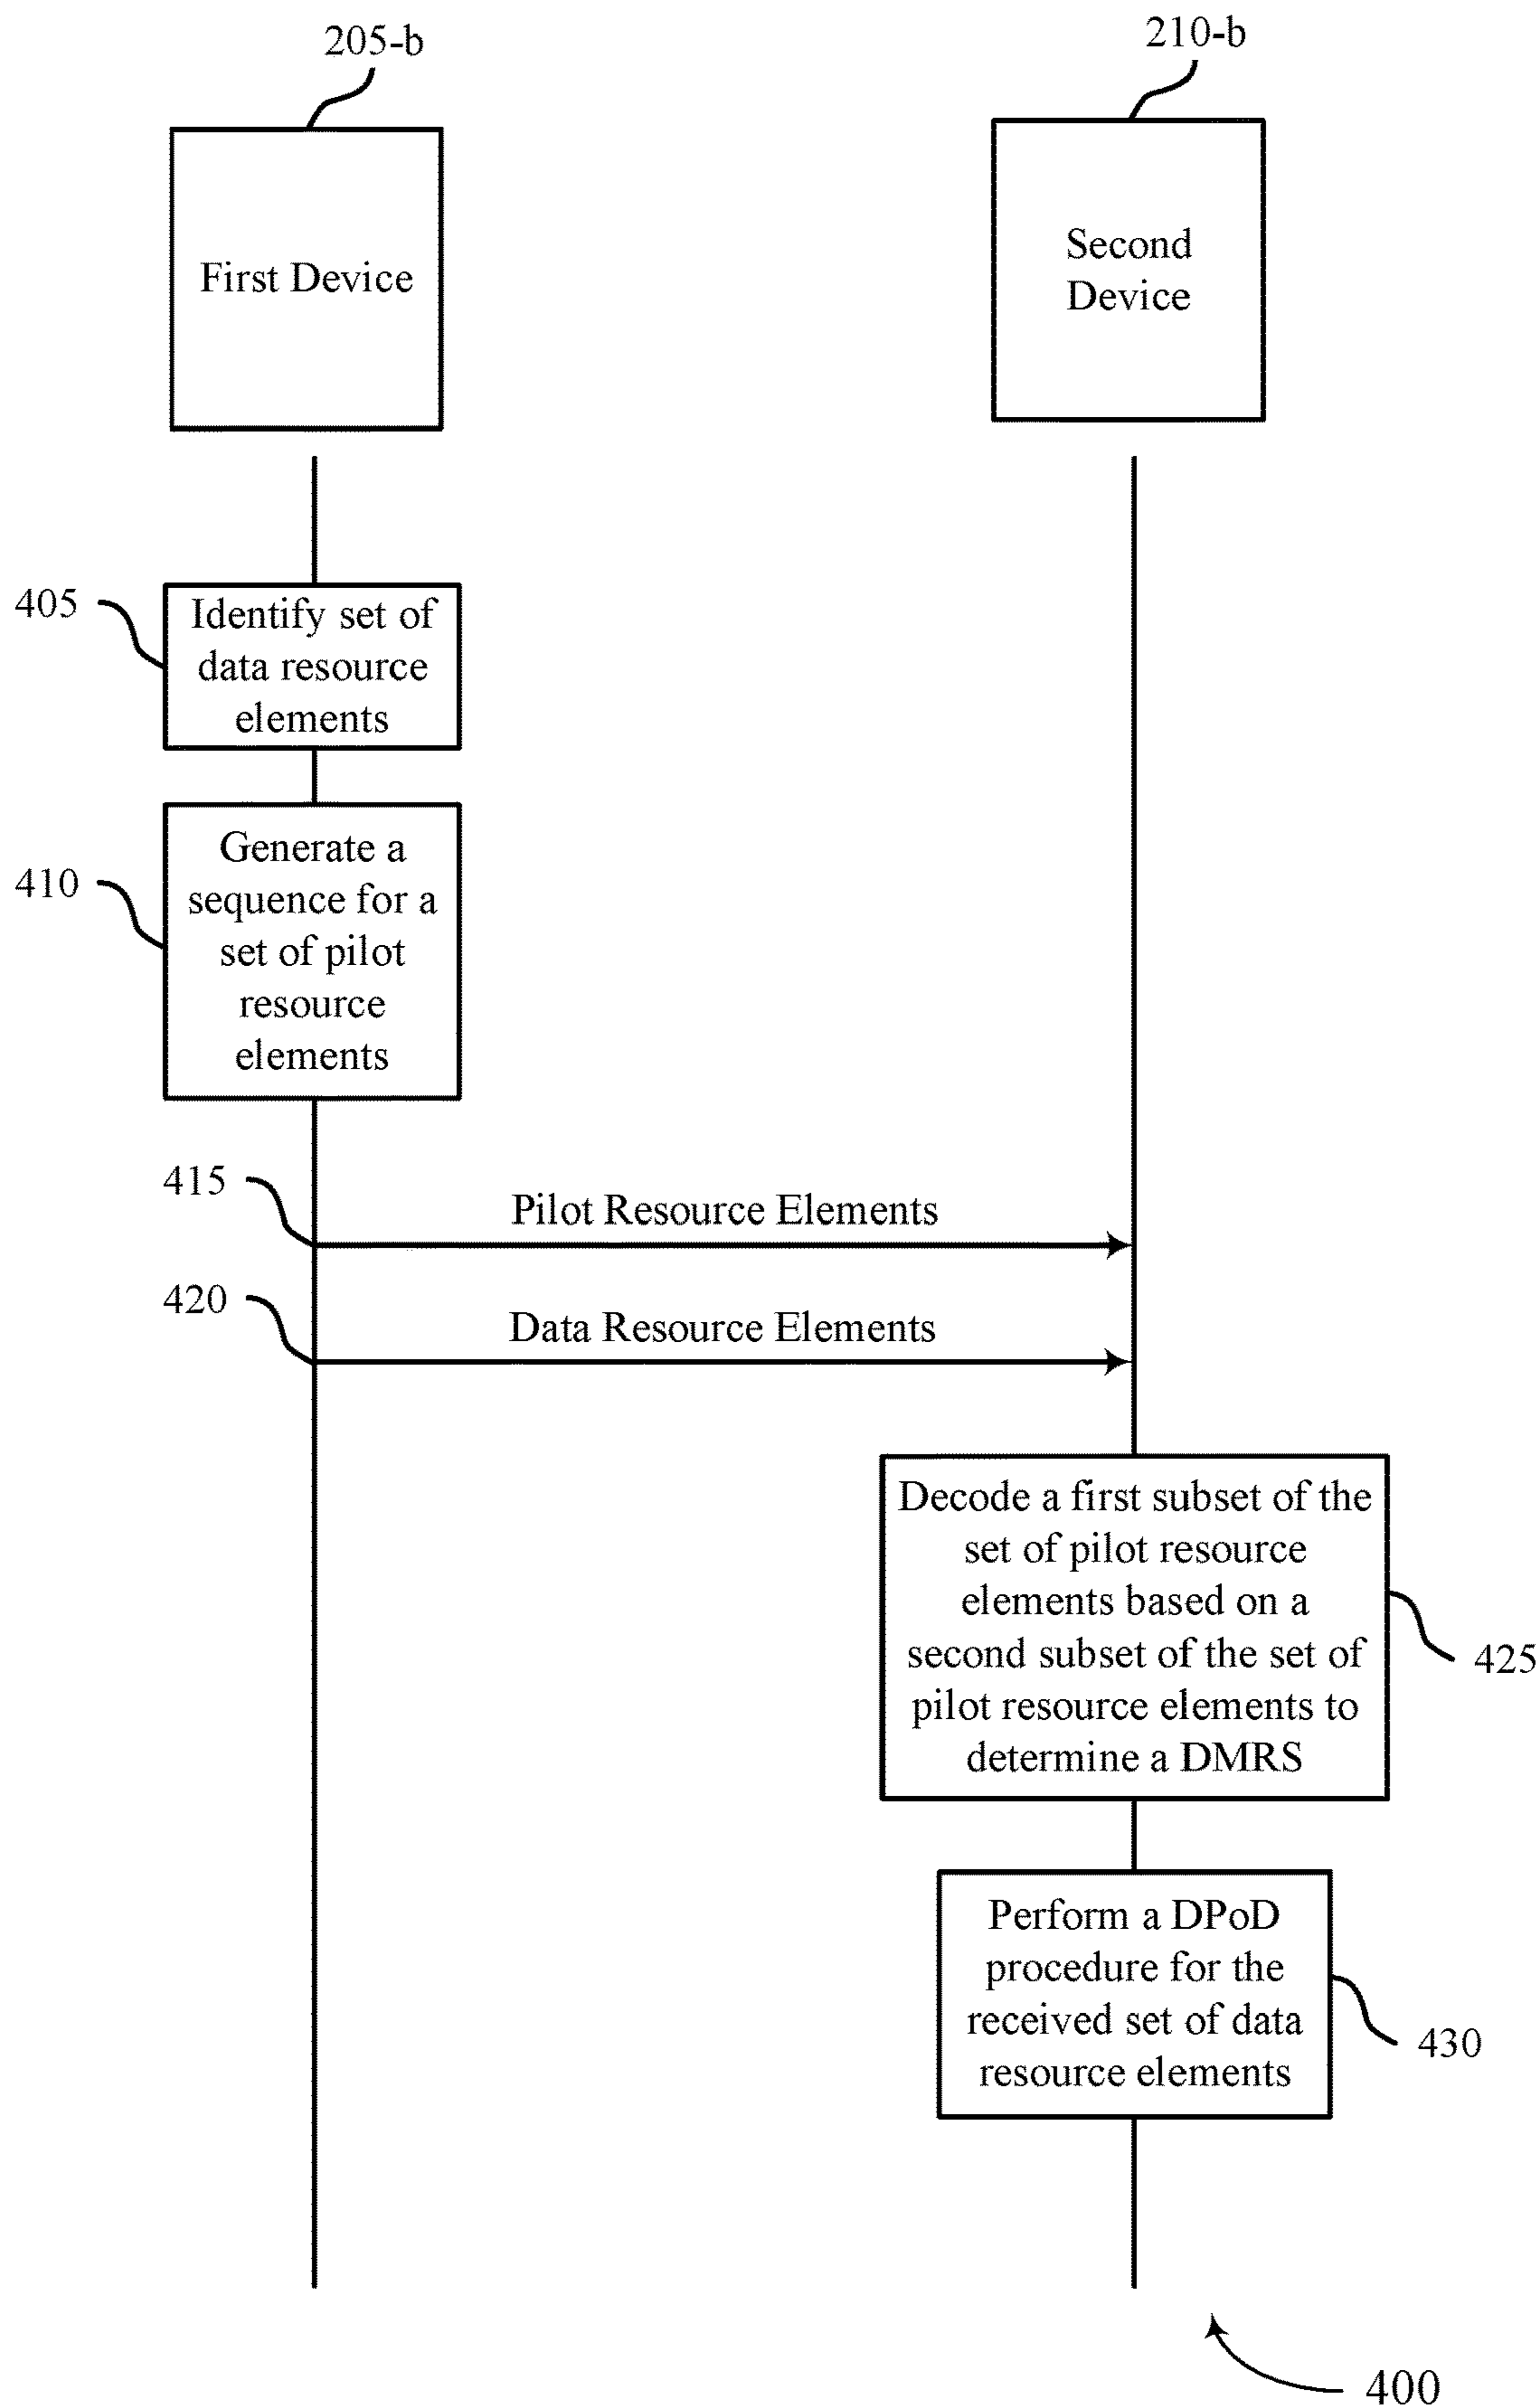 205-b
210-b
First Device
Second
Device
405
Identify set of
data resource
elements
410
Generate a
sequence for a
set of pilot
resource
elements
415
Pilot Resource Elements
420
Data Resource Elements
Decode a first subset of the
set of pilot resource
elements based on a
second subset of the set of
pilot resource elements to
determine a DMRS
425
Perform a DPoD
procedure for the
received set of data
resource elements
430
400